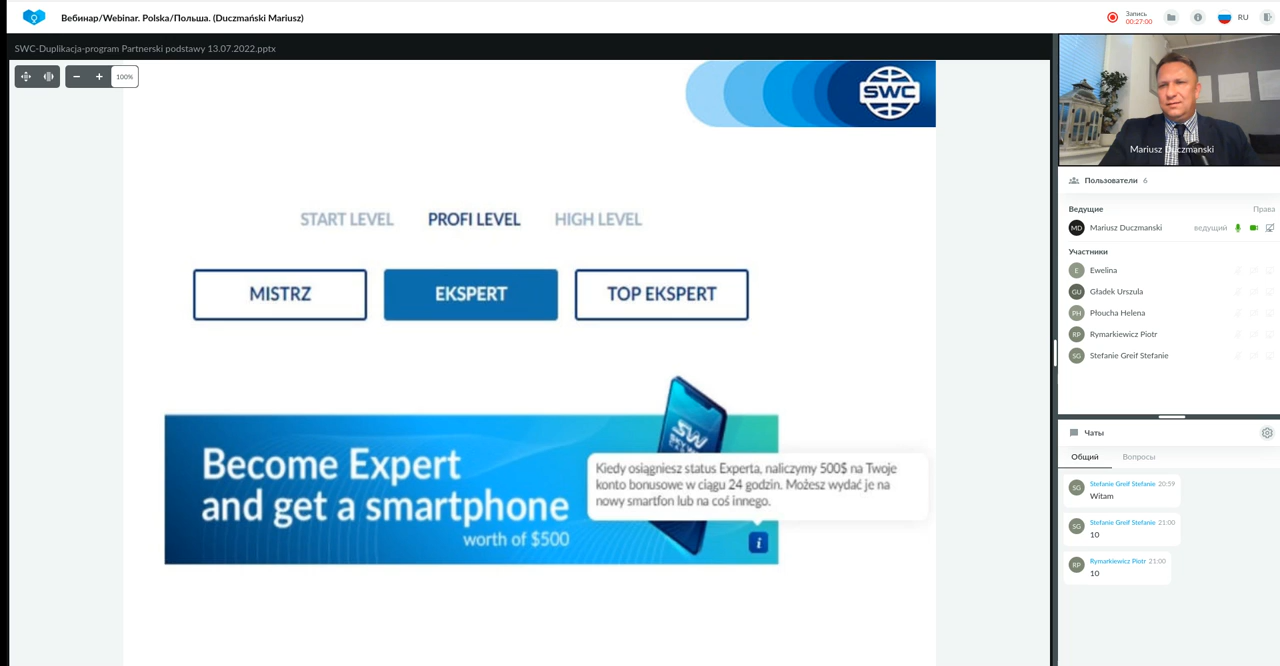 Вебинар/Webinar. Polska/Польша. (Duczmański Mariusz)
Запись
00:27:00
RU
SWC-Duplikacja-program Partnerski podstawy 13.07.2022.pptx
100%
SWC
START LEVEL PROFI LEVEL HIGH LEVEL
MISTRZ EKSPERT TOP EKSPERT
Become Expert
and get a smartphone
worth of $500
Kiedy osiągniesz status Experta, naliczymy 500$ na Twoje
konto bonusowe w ciągu 24 godzin. Możesz wydać je na
nowy smartfon lub na coś innego.
i
Mariusz Duczmanski
Пользователи 6
Ведущие Права
MD Mariusz Duczmanski ведущий
Участники
E Ewelina
GU Gładek Urszula
PH Płoucha Helena
RP Rymarkiewicz Piotr
SG Stefanie Greif Stefanie
Чаты
Общий Вопросы
SG Stefanie Greif Stefanie 20:59
Witam
SG Stefanie Greif Stefanie 21:00
10
RP Rymarkiewicz Piotr 21:00
10